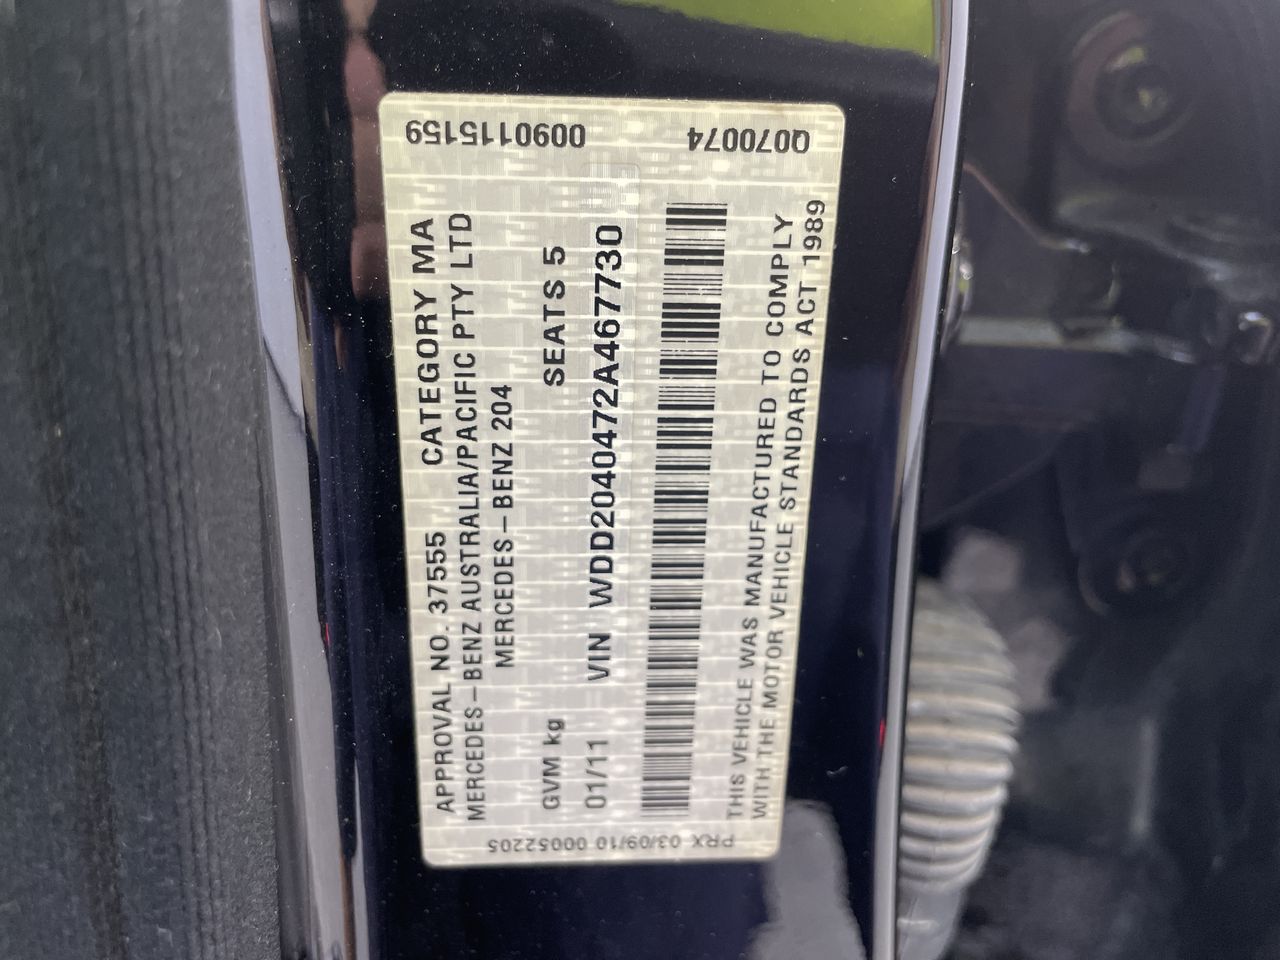 APPROVAL NO. 37555 CATEGORY MA
MERCEDES-BENZ AUSTRALIA/PACIFIC PTY LTD
MERCEDES-BENZ 204
GVM kg SEATS 5
01/11 VIN WDD2040472A467730
THIS VEHICLE WAS MANUFACTURED TO COMPLY
WITH THE MOTOR VEHICLE STANDARDS ACT 1989
0090115159
Q070074
PRX 03/09/10 00052205